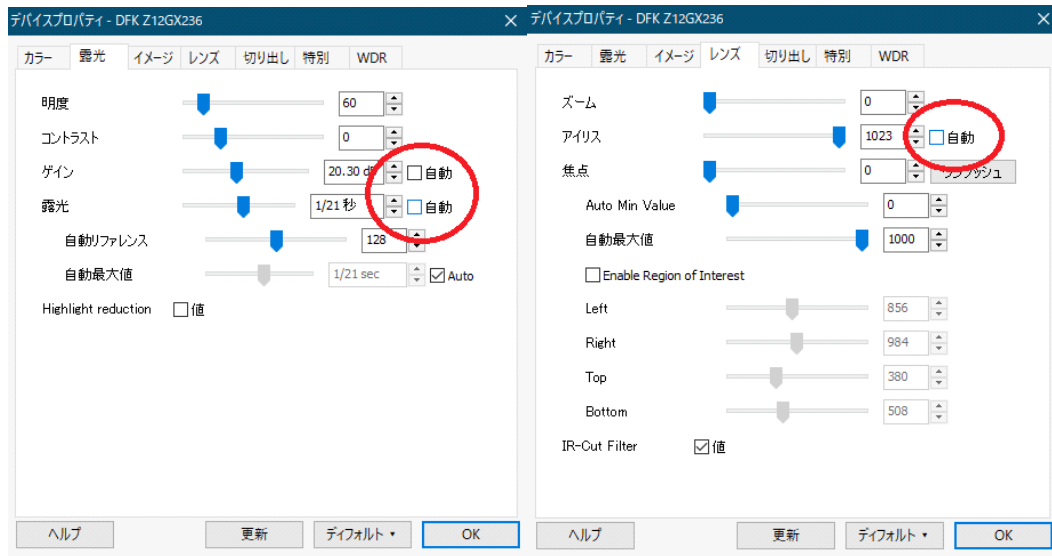 デバイスプロパティ - DFK Z12GX236
カラー 露光 イメージ レンズ 切り出し 特別 WDR
明度 60
コントラスト 0
ゲイン 20.30 d 自動
露光 1/21 秒 自動
自動リファレンス 128
自動最大値 1/21 sec Auto
Highlight reduction 値
ヘルプ 更新 ディフォルト OK
デバイスプロパティ - DFK Z12GX236
カラー 露光 イメージ レンズ 切り出し 特別 WDR
ズーム 0
アイリス 1023 自動
焦点 0 ワンプッシュ
Auto Min Value 0
自動最大値 1000
Enable Region of Interest
Left 856
Right 984
Top 380
Bottom 508
IR-Cut Filter 値
ヘルプ 更新 ディフォルト OK